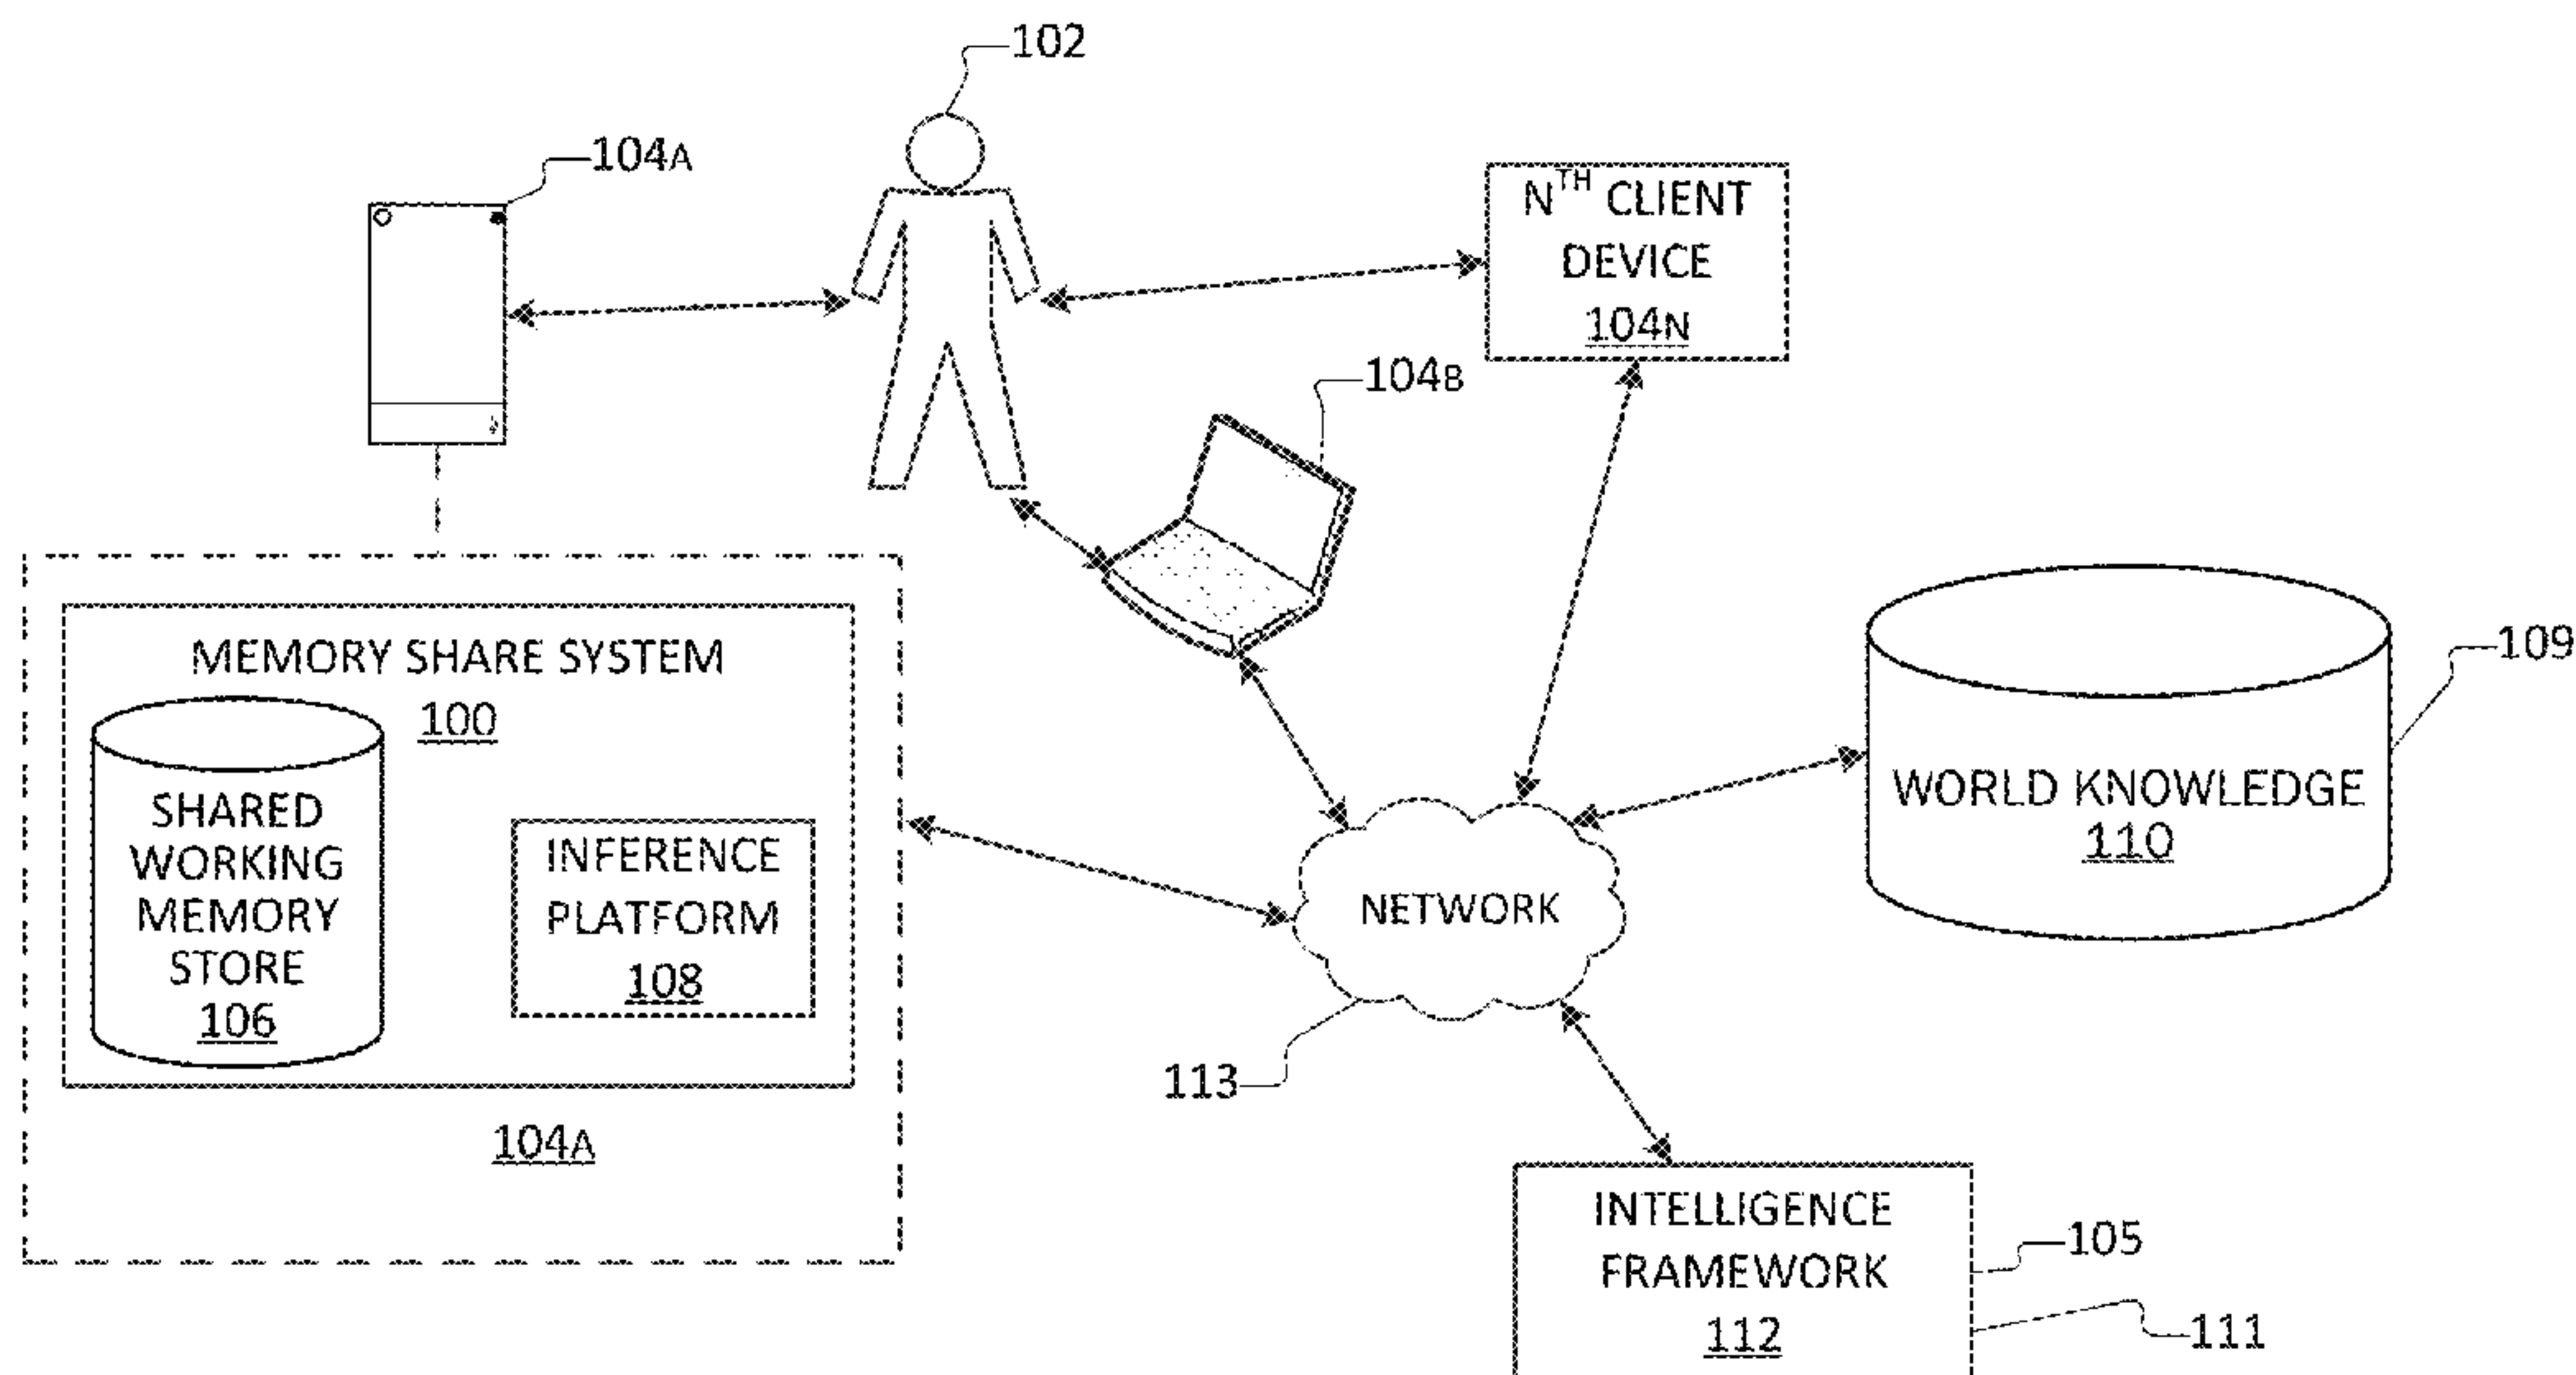 102
104A
N^TH CLIENT
DEVICE
104N
104B
MEMORY SHARE SYSTEM
100
SHARED
WORKING
MEMORY
STORE
106
INFERENCE
PLATFORM
108
104A
NETWORK
113
WORLD KNOWLEDGE
110
109
INTELLIGENCE
FRAMEWORK
112
105
111